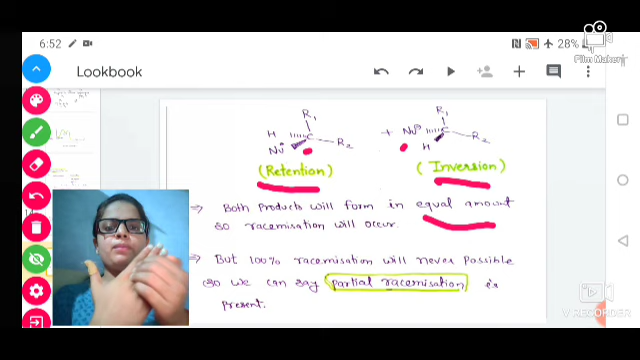 6:52
28%
Film Maker
Lookbook
R₁ R₁
H C + Nu C
Nu R₂ H R₂
(Retention) (Inversion)
⇒ Both Products will form in equal amount
so racemisation will occur.
⇒ But 100% racemisation will never possible
so we can say partial racemisation is
present.
V RECORDER